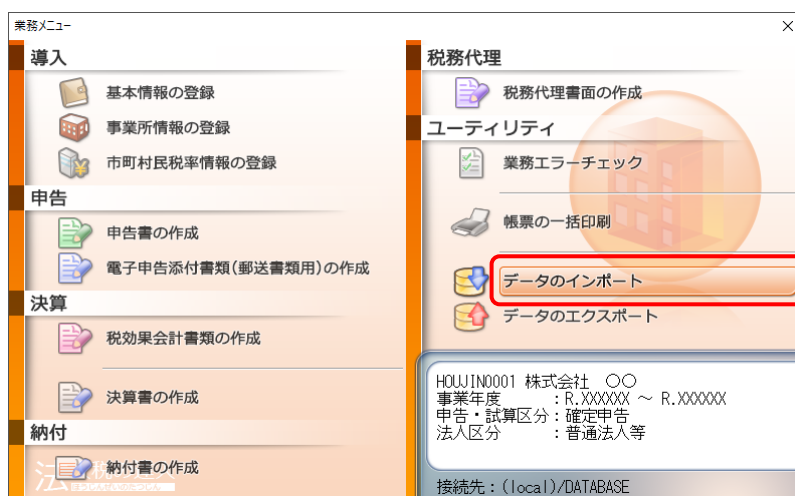 業務メニュー
導入
基本情報の登録
事業所情報の登録
市町村民税率情報の登録
申告
申告書の作成
電子申告添付書類(郵送書類用)の作成
決算
税効果会計書類の作成
決算書の作成
納付
納付書の作成
税務代理
税務代理書面の作成
ユーティリティ
業務エラーチェック
帳票の一括印刷
データのインポート
データのエクスポート
HOUJIN0001 株式会社 〇〇
事業年度 :R.XXXXXX ～ R.XXXXXX
申告・試算区分:確定申告
法人区分 :普通法人等
接続先:(local)/DATABASE